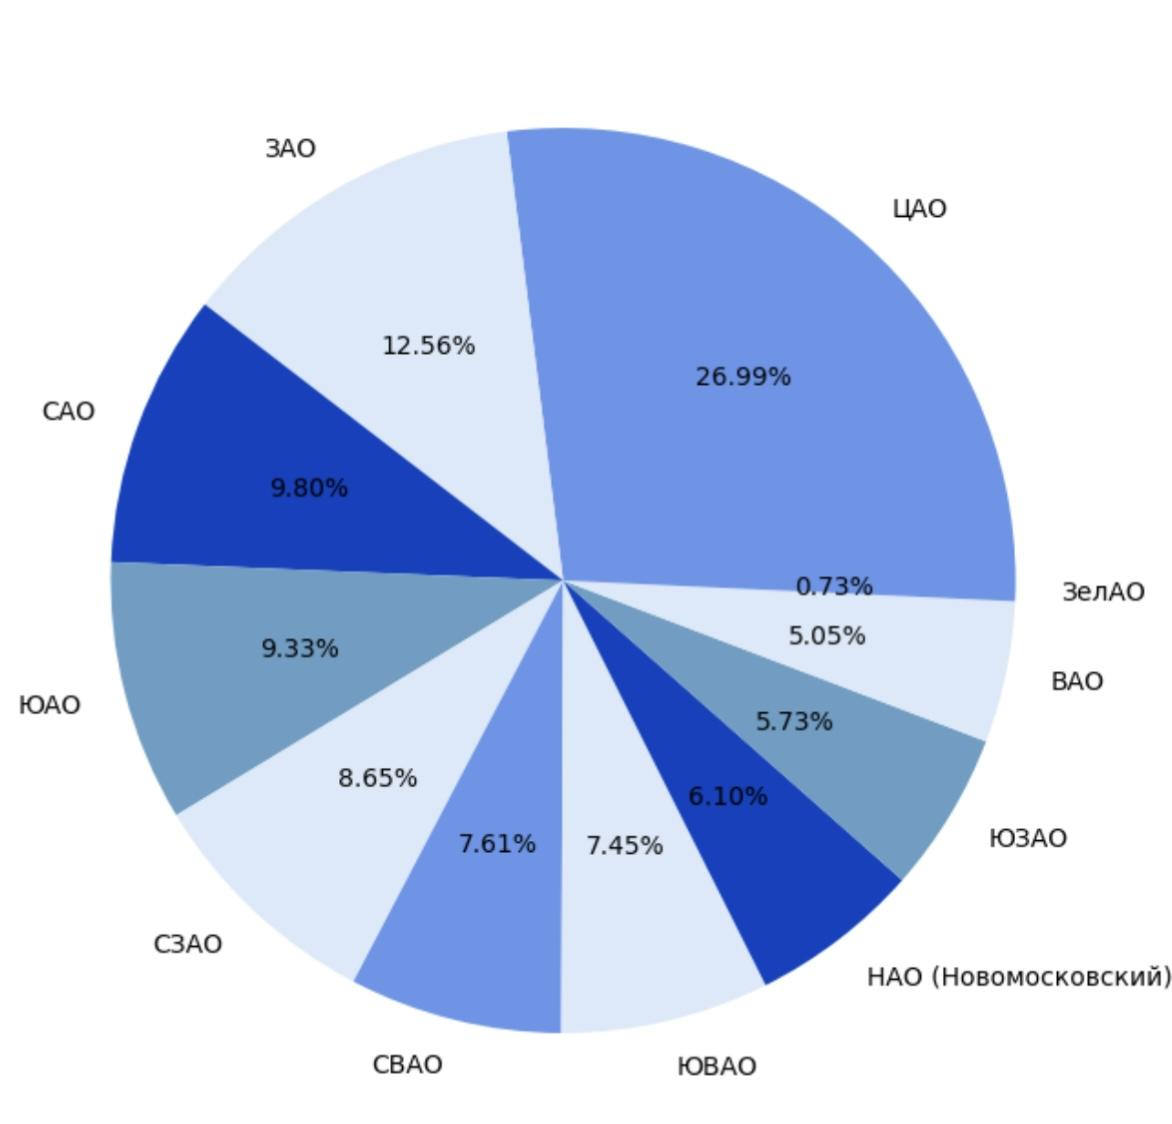 ЗАО
ЦАО
12.56%
26.99%
САО
9.80%
0.73%
ЗелАО
5.05%
9.33%
ВАО
ЮАО
5.73%
8.65%
6.10%
ЮЗАО
7.61%
7.45%
СЗАО
НАО (Новомосковский)
СВАО
ЮВАО